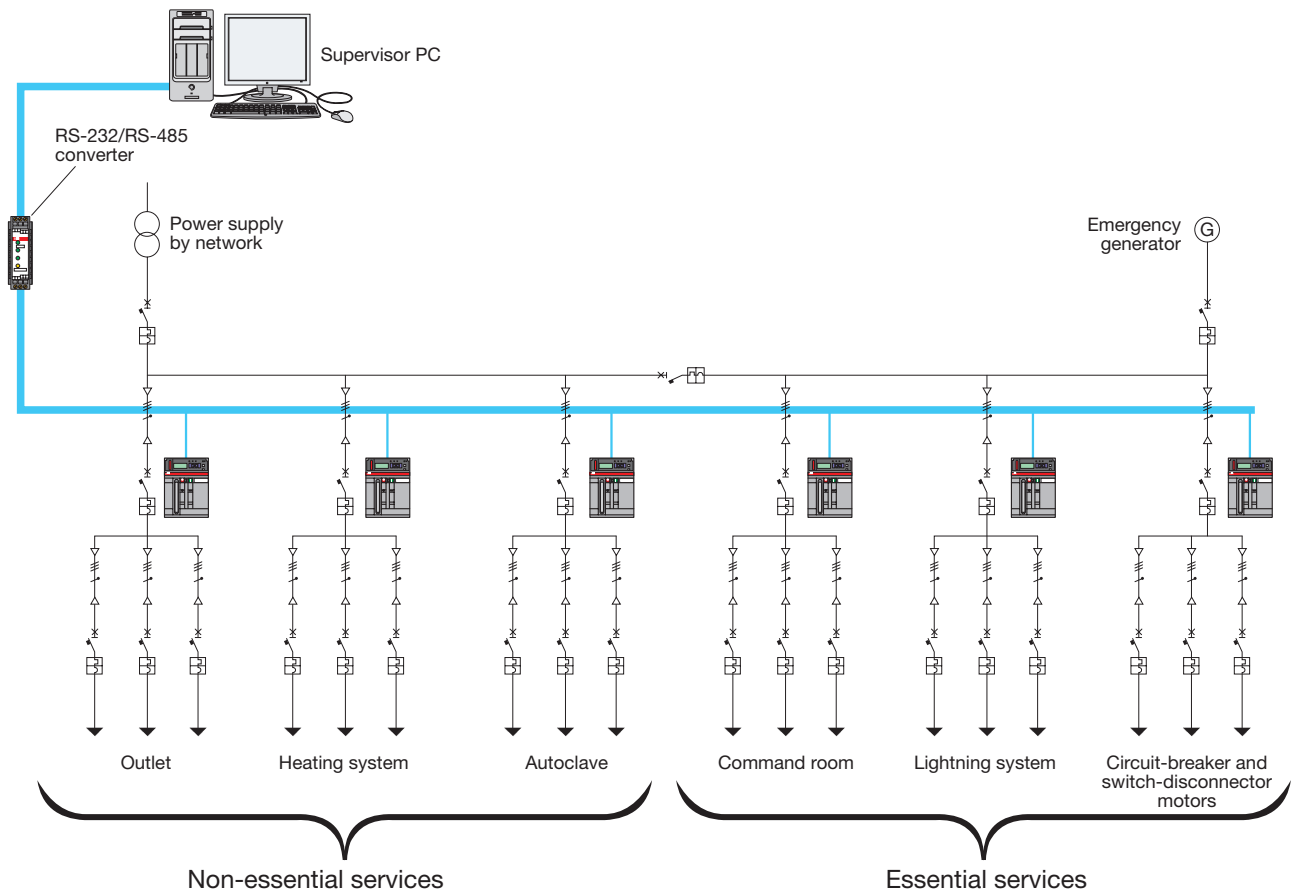 Supervisor PC
RS-232/RS-485
converter
Power supply
by network
Emergency
generator
G
Outlet
Heating system
Autoclave
Command room
Lightning system
Circuit-breaker and
switch-disconnector
motors
Non-essential services
Essential services